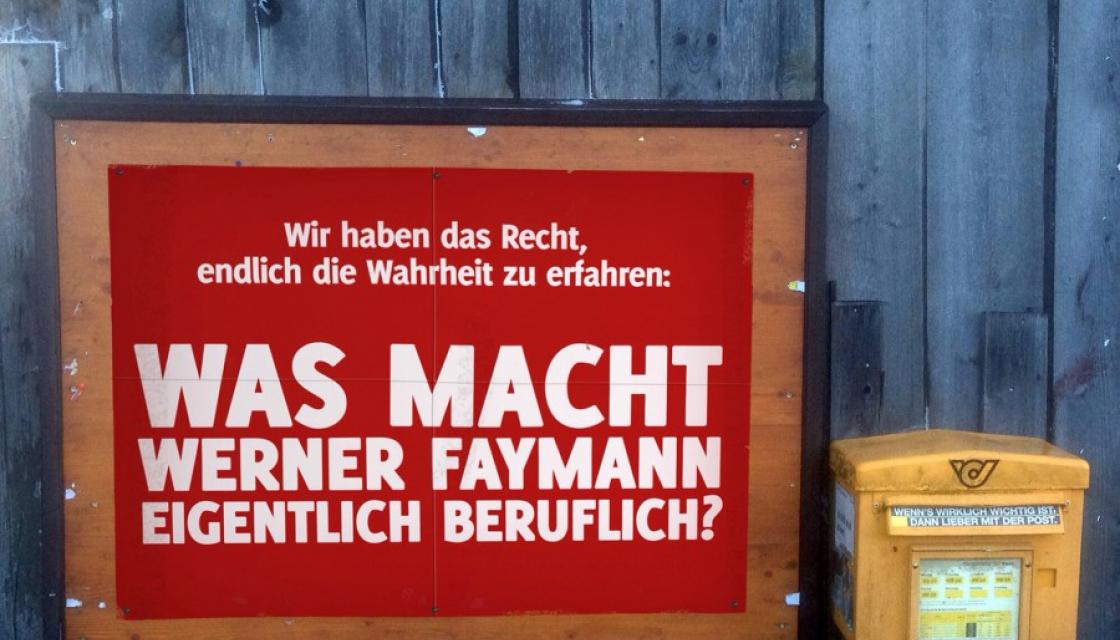 Wir haben das Recht,
endlich die Wahrheit zu erfahren:
WAS MACHT
WERNER FAYMANN
EIGENTLICH BERUFLICH?
WENN'S WIRKLICH WICHTIG IST,
DANN LIEBER MIT DER POST.